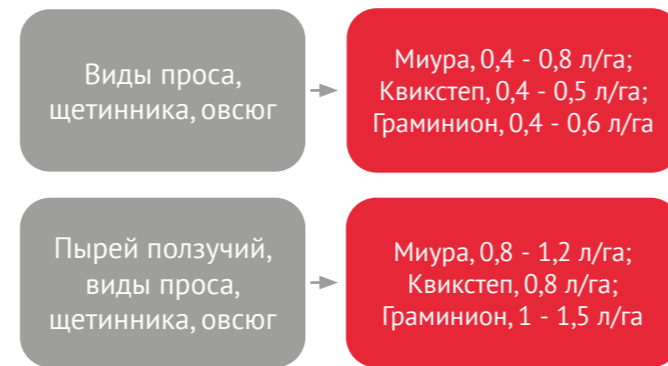 Виды проса,
щетинника, овсюг
Миура, 0,4 - 0,8 л/га;
Квикстеп, 0,4 - 0,5 л/га;
Граминион, 0,4 - 0,6 л/га
Пырей ползучий,
виды проса,
щетинника, овсюг
Миура, 0,8 - 1,2 л/га;
Квикстеп, 0,8 л/га;
Граминион, 1 - 1,5 л/га